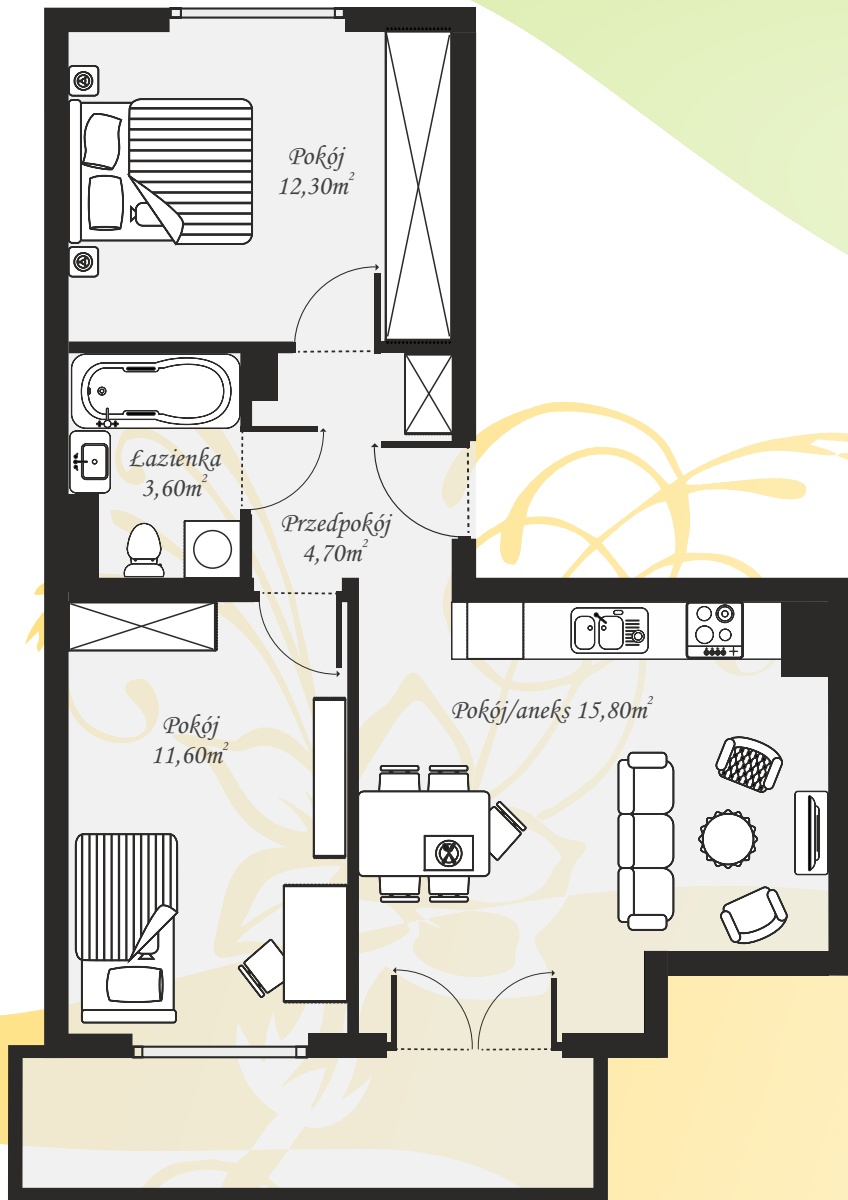 Pokój
12,30m²
Łazienka
3,60m²
Przedpokój
4,70m²
Pokój/aneks 15,80m²
Pokój
11,60m²